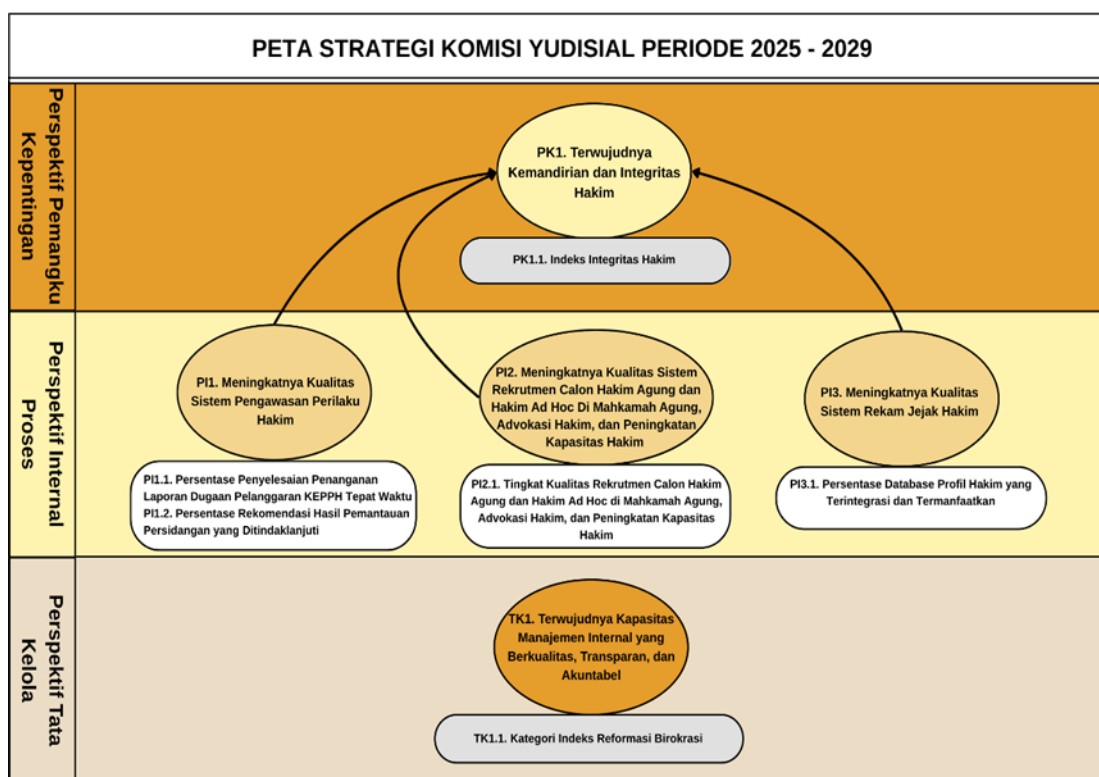 PETA STRATEGI KOMISI YUDISIAL PERIODE 2025 - 2029
Perspektif Pemangku
Kepentingan
PK1. Terwujudnya
Kemandirian dan Integritas
Hakim
PK1.1. Indeks Integritas Hakim
Perspektif Internal
Proses
PI1. Meningkatnya Kualitas
Sistem Pengawasan Perilaku
Hakim
PI1.1. Persentase Penyelesaian Penanganan
Laporan Dugaan Pelanggaran KEPPH Tepat Waktu
PI1.2. Persentase Rekomendasi Hasil Pemantauan
Persidangan yang Ditindaklanjuti
PI2. Meningkatnya Kualitas Sistem
Rekrutmen Calon Hakim Agung dan
Hakim Ad Hoc Di Mahkamah Agung,
Advokasi Hakim, dan Peningkatan
Kapasitas Hakim
PI2.1. Tingkat Kualitas Rekrutmen Calon Hakim
Agung dan Hakim Ad Hoc di Mahkamah Agung,
Advokasi Hakim, dan Peningkatan Kapasitas
Hakim
PI3. Meningkatnya Kualitas
Sistem Rekam Jejak Hakim
PI3.1. Persentase Database Profil Hakim yang
Terintegrasi dan Termanfaatkan
Perspektif Tata
Kelola
TK1. Terwujudnya Kapasitas
Manajemen Internal yang
Berkualitas, Transparan, dan
Akuntabel
TK1.1. Kategori Indeks Reformasi Birokrasi